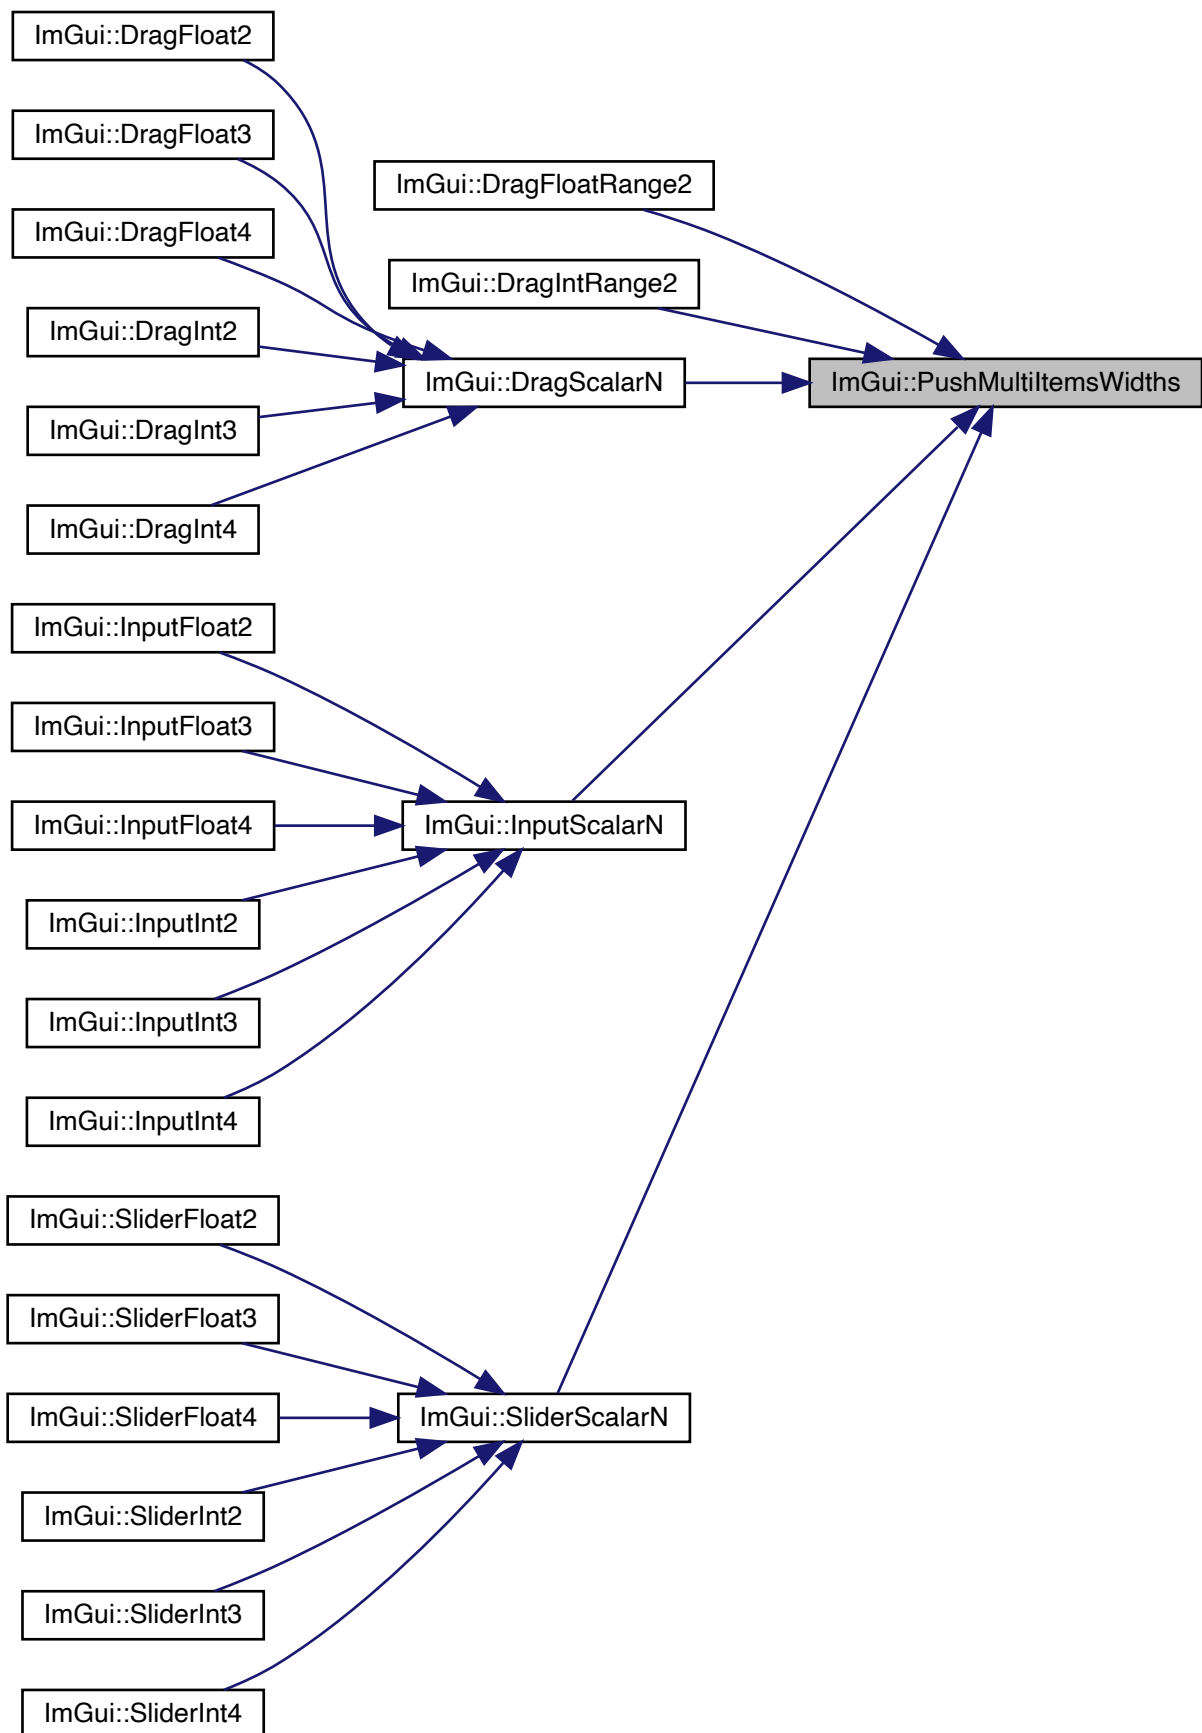 ImGui::DragFloat2
ImGui::DragFloat3
ImGui::DragFloatRange2
ImGui::DragFloat4
ImGui::DragIntRange2
ImGui::DragInt2
ImGui::DragScalarN
ImGui::PushMultiItemsWidths
ImGui::DragInt3
ImGui::DragInt4
ImGui::InputFloat2
ImGui::InputFloat3
ImGui::InputFloat4
ImGui::InputScalarN
ImGui::InputInt2
ImGui::InputInt3
ImGui::InputInt4
ImGui::SliderFloat2
ImGui::SliderFloat3
ImGui::SliderFloat4
ImGui::SliderScalarN
ImGui::SliderInt2
ImGui::SliderInt3
ImGui::SliderInt4